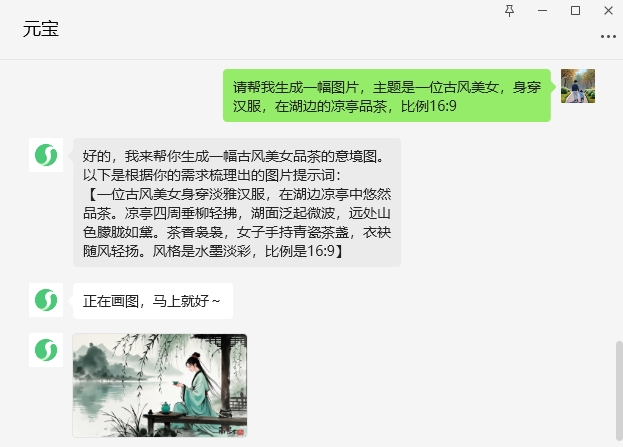 元宝
请帮我生成一幅图片，主题是一位古风美女，身穿
汉服，在湖边的凉亭品茶，比例16:9
好的，我来帮你生成一幅古风美女品茶的意境图。
以下是根据你的需求梳理出的图片提示词：
【一位古风美女身穿淡雅汉服，在湖边凉亭中悠然
品茶。凉亭四周垂柳轻拂，湖面泛起微波，远处山
色朦胧如黛。茶香袅袅，女子手持青瓷茶盏，衣袂
随风轻扬。风格是水墨淡彩，比例是16:9】
正在画图，马上就好～